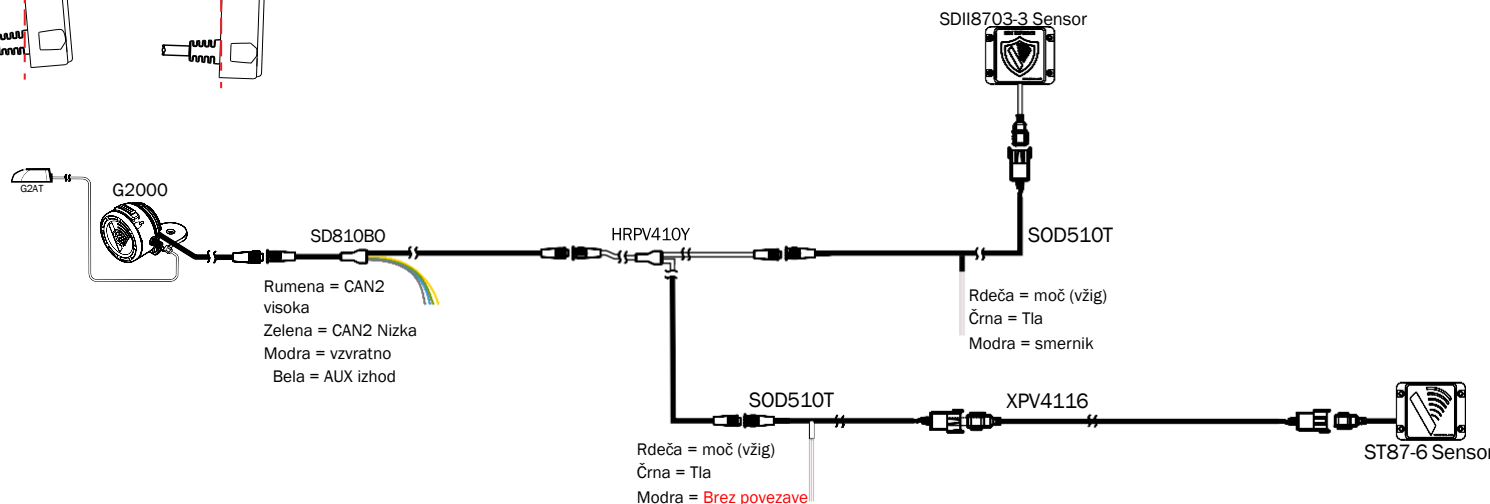 SDII8703-3 Sensor
G2AT
G2000
SD810BO
HRPV410Y
SOD510T
Rumena = CAN2
visoka
Zelena = CAN2 Nizka
Modra = vzvratno
Bela = AUX izhod
Rdeča = moč (vžig)
Črna = Tla
Modra = smernik
SOD510T
XPV4116
ST87-6 Sensor
Rdeča = moč (vžig)
Črna = Tla
Modra = Brez povezave